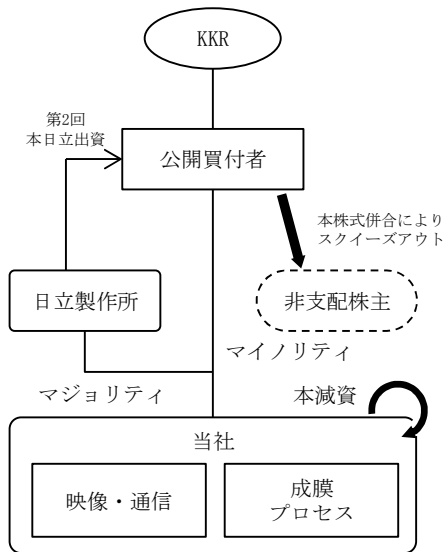 KKR
第2回
本日立出資
公開買付者
本株式併合により
スクイーズアウト
日立製作所
非支配株主
マイノリティ
マジョリティ
本減資
当社
映像・通信
成膜
プロセス